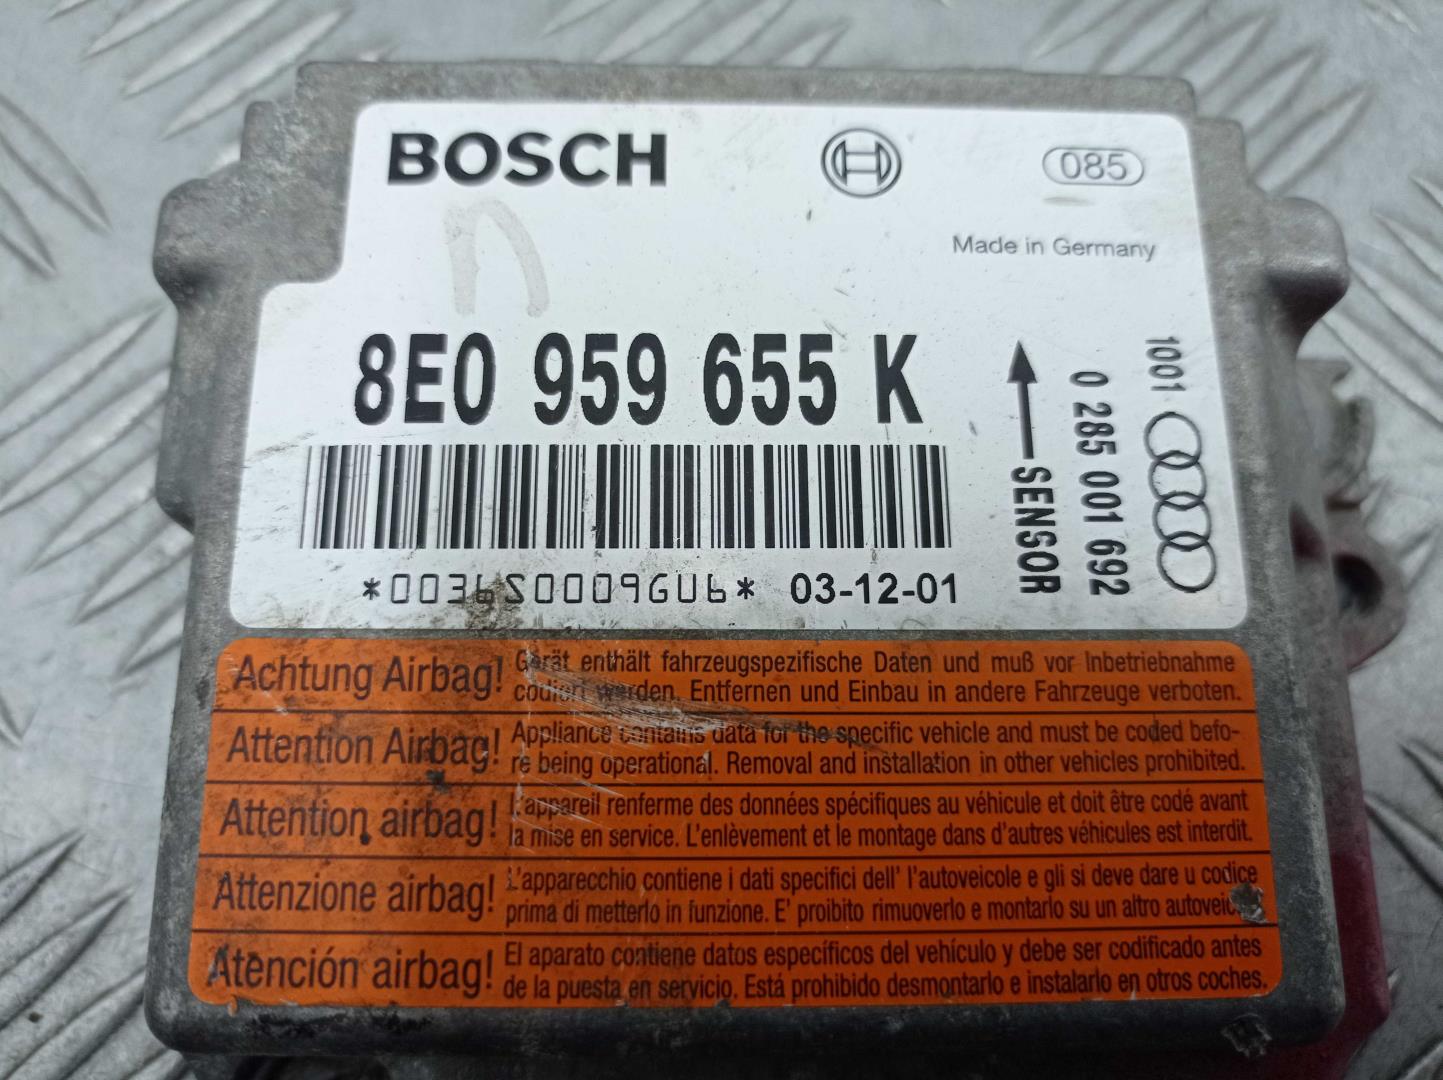 BOSCH
085
Made in Germany
8E0 959 655 K
*0036S0009GU6* 03-12-01
SENSOR
0 285 001 692
1001
Achtung Airbag! Gerät enthält fahrzeugspezifische Daten und muß vor Inbetriebnahme
codiert werden. Entfernen und Einbau in andere Fahrzeuge verboten.
Attention Airbag! Appliance contains data for the specific vehicle and must be coded befo-
re being operational. Removal and installation in other vehicles prohibited.
Attention airbag! L'appareil renferme des données spécifiques au véhicule et doit être codé avant
la mise en service. L'enlèvement et le montage dans d'autres véhicules est interdit.
Attenzione airbag! L'apparecchio contiene i dati specifici dell' l'autoveicole e gli si deve dare u codice
prima di metterlo in funzione. E' proibito rimuoverlo e montarlo su un altro
Atención airbag! El aparato contiene datos específicos del vehículo y debe ser codificado antes
de la puesta en servicio. Está prohibido desmontarlo e instalarlo en otros coches.